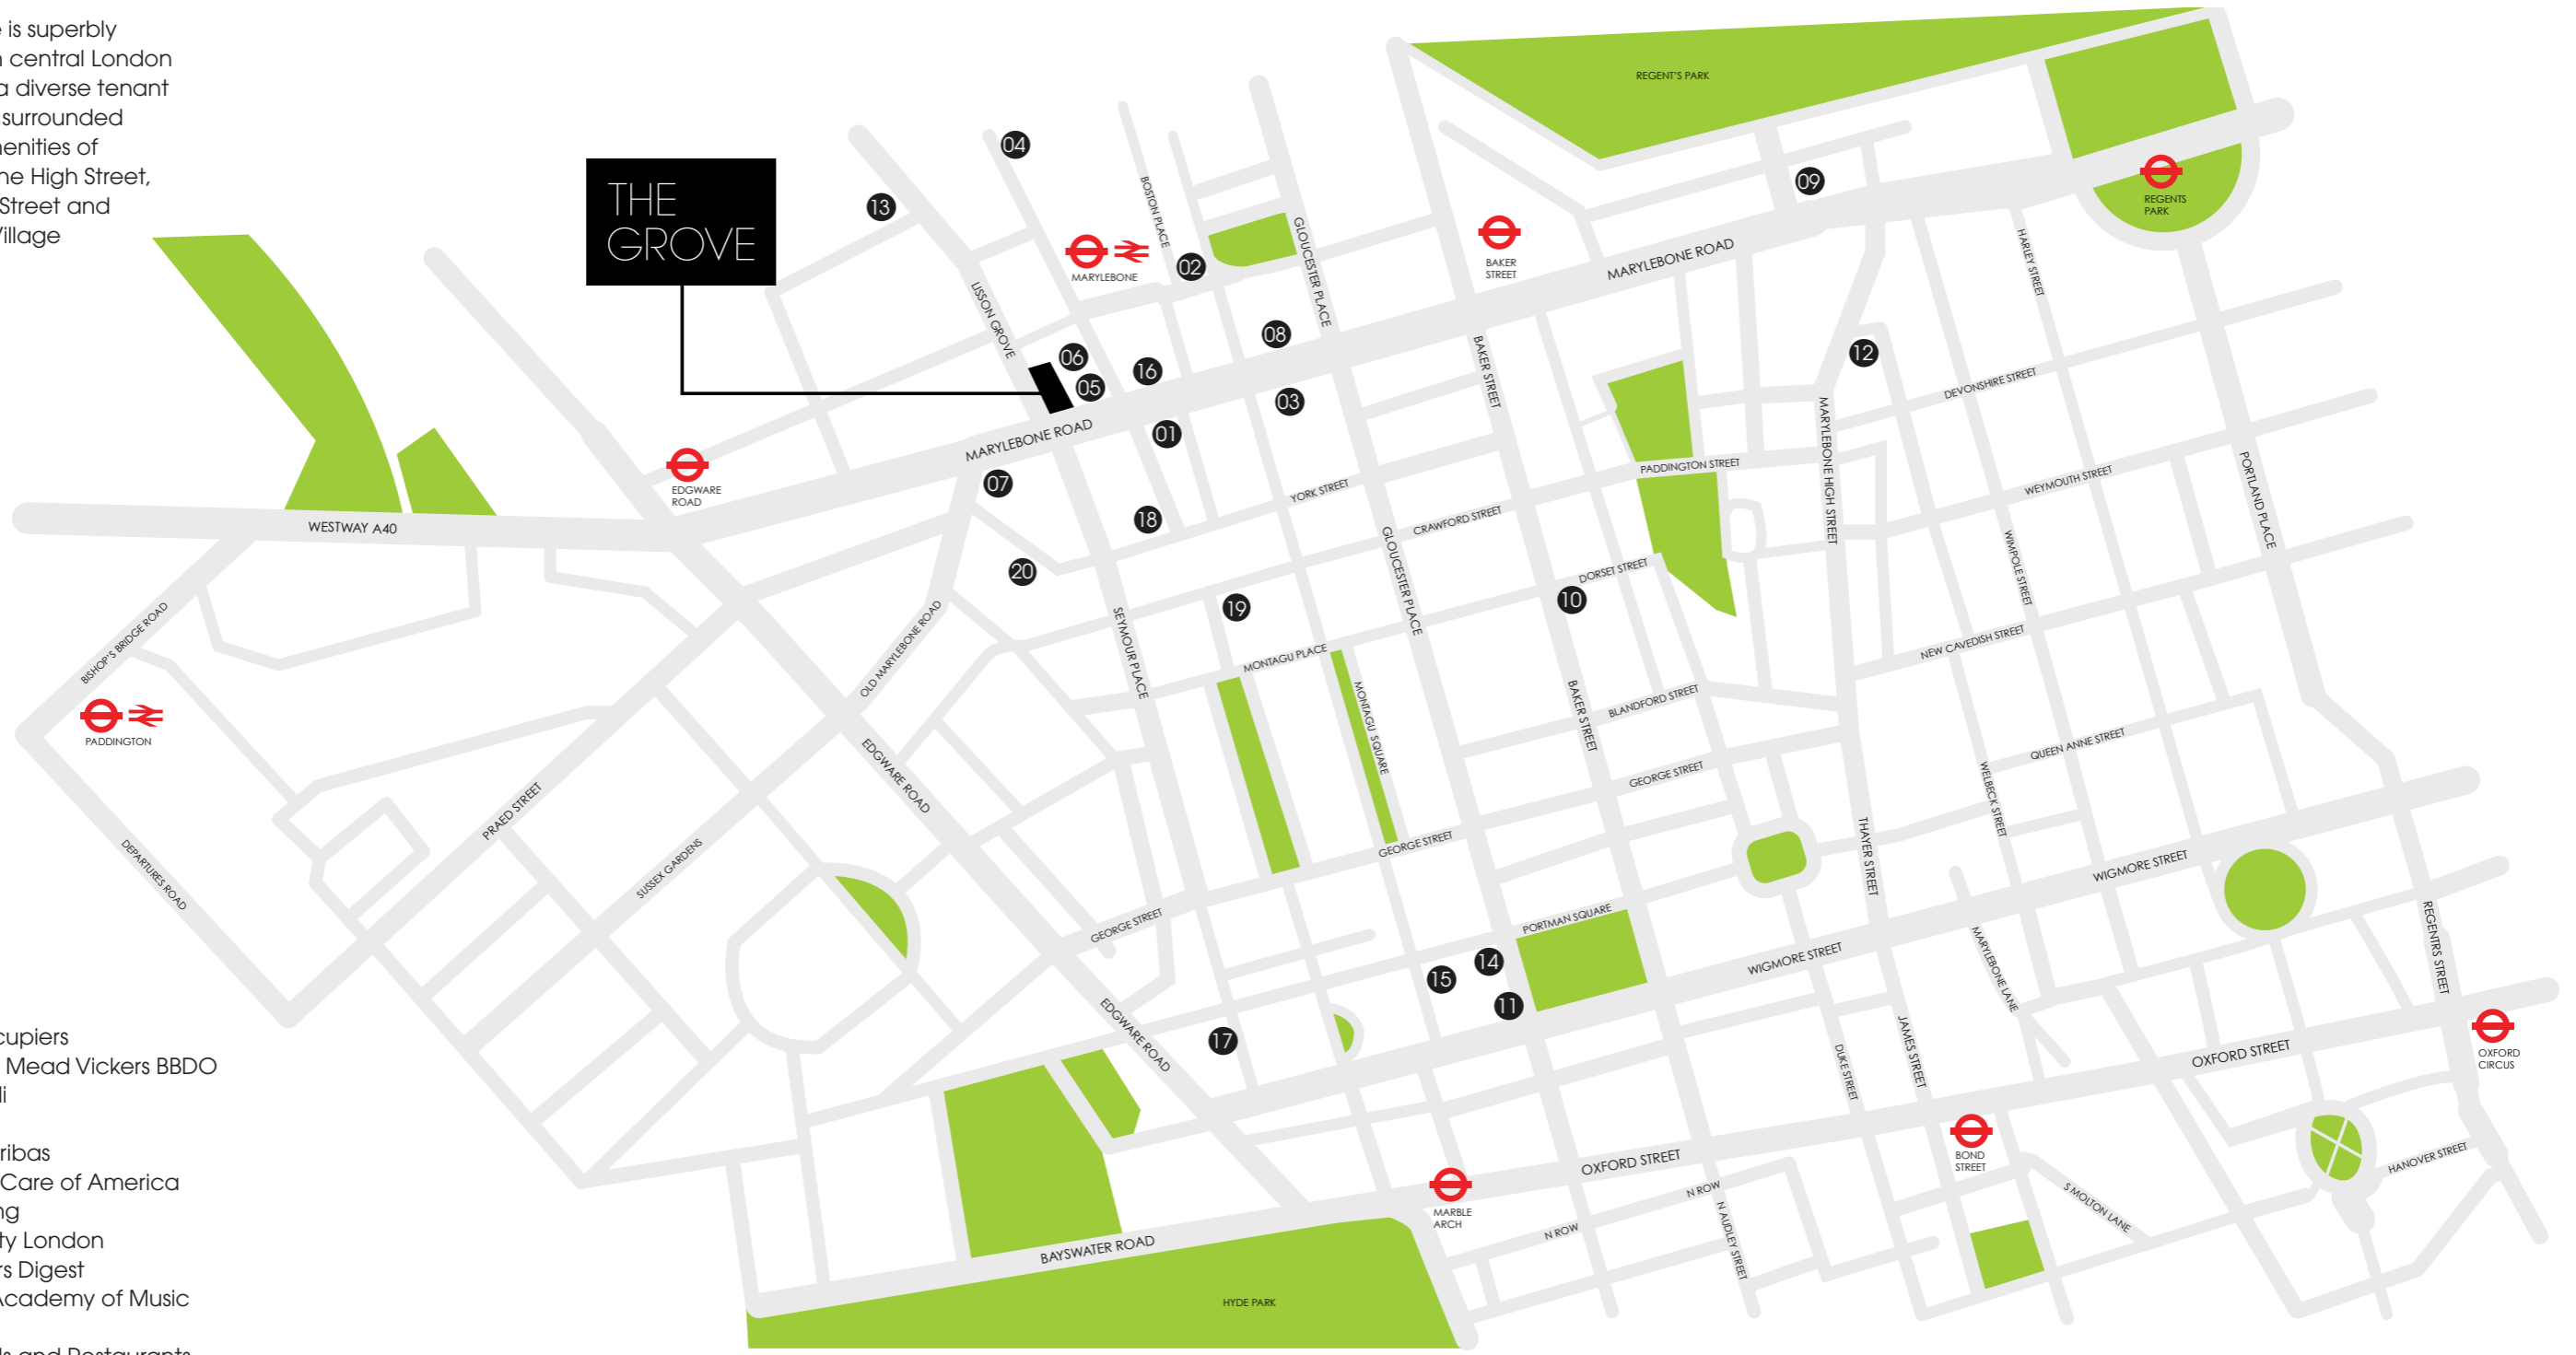 is superbly
central London
a diverse tenant
surrounded
enities of
ne High Street,
Street and
Village
THE
GROVE
REGENT'S PARK
04
13
09
BOSTON PLACE
MARYLEBONE
02
GLOUCESTER PLACE
BAKER
STREET
MARYLEBONE ROAD
HARLEY STREET
REGENTS
PARK
LISSON GROVE
06
05
16
08
03
01
BAKER STREET
12
DEVONSHIRE STREET
MARYLEBONE ROAD
EDGWARE
ROAD
07
18
20
YORK STREET
CRAWFORD STREET
PADDINGTON STREET
MARYLEBONE HIGH STREET
WEYMOUTH STREET
PORTLAND PLACE
WESTWAY A40
GLOUCESTER PLACE
DORSET STREET
10
WIMPOLE STREET
19
BISHOP'S BRIDGE ROAD
OLD MARYLEBONE ROAD
SEYMOUR PLACE
MONTAGU PLACE
NEW CAVEDISH STREET
PADDINGTON
MONTAGU SQUARE
BAKER STREET
BLANDFORD STREET
QUEEN ANNE STREET
EDGWARE ROAD
GEORGE STREET
WELBECK STREET
PRAED STREET
GEORGE STREET
THAYER STREET
DEPARTURES ROAD
SUSSEX GARDENS
WIGMORE STREET
GEORGE STREET
PORTMAN SQUARE
MARYLEBONE LANE
REGENTRS STREET
14
15
11
WIGMORE STREET
17
EDGWARE ROAD
DUKE STREET
JAMES STREET
OXFORD STREET
OXFORD
CIRCUS
cupiers
Mead Vickers BBDO
li
ribas
Care of America
ng
ty London
rs Digest
Academy of Music
ls and Restaurants
BOND
STREET
HANOVER STREET
OXFORD STREET
MARBLE
ARCH
N ROW
N ROW
N AUDLEY STREET
S MOLTON LANE
BAYSWATER ROAD
HYDE PARK